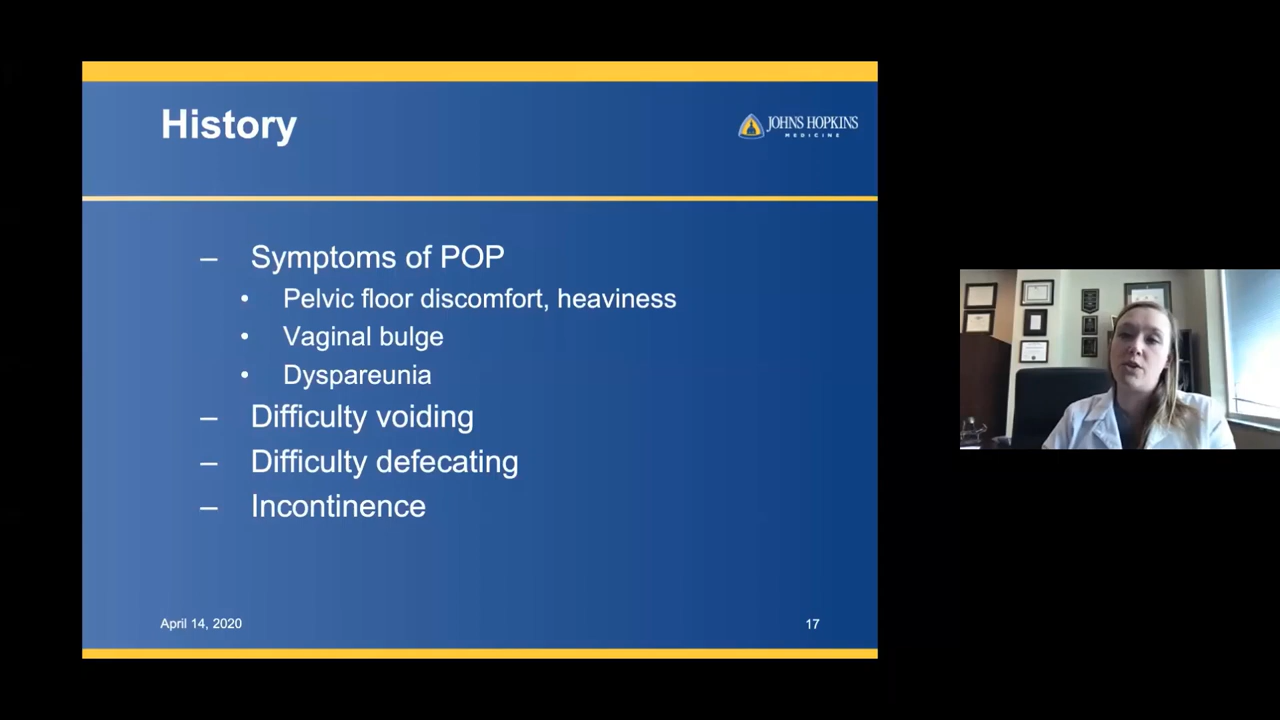 History
JOHNS HOPKINS
MEDICINE
– Symptoms of POP
• Pelvic floor discomfort, heaviness
• Vaginal bulge
• Dyspareunia
– Difficulty voiding
– Difficulty defecating
– Incontinence
April 14, 2020
17